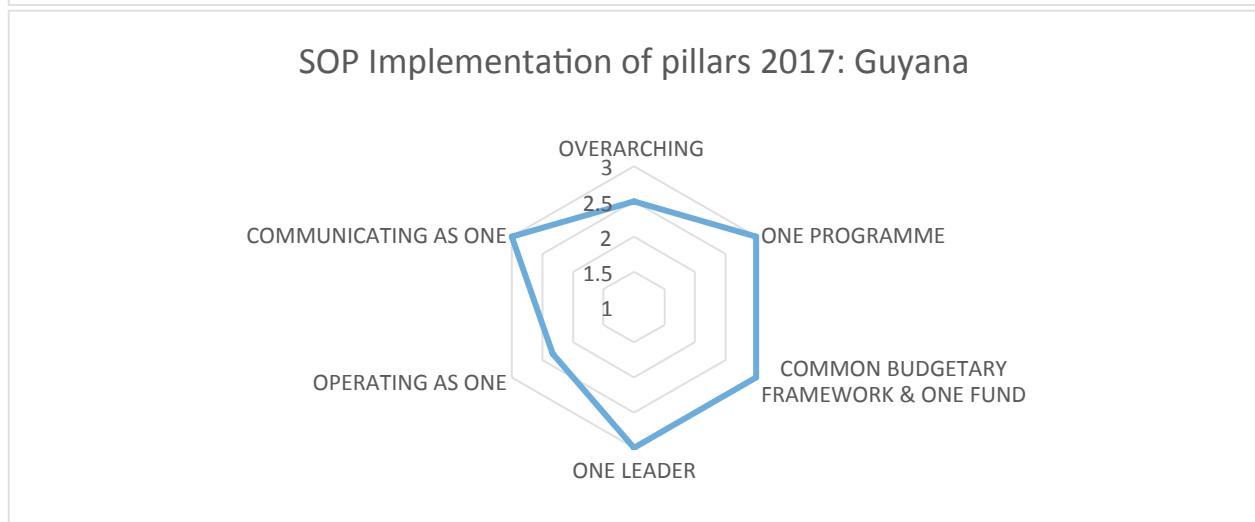 SOP Implementation of pillars 2017: Guyana
OVERARCHING
3
2.5
COMMUNICATING AS ONE
ONE PROGRAMME
2
1.5
1
OPERATING AS ONE
COMMON BUDGETARY
FRAMEWORK & ONE FUND
ONE LEADER